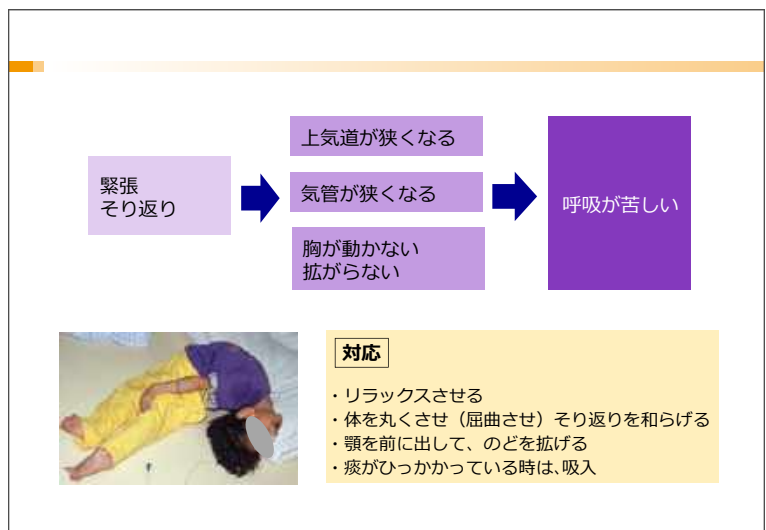 緊張
そり返り
上気道が狭くなる
気管が狭くなる
胸が動かない
拡がらない
呼吸が苦しい
対応
・リラックスさせる
・体を丸くさせ（屈曲させ）そり返りを和らげる
・顎を前に出して、のどを拡げる
・痰がひっかかっている時は、吸入